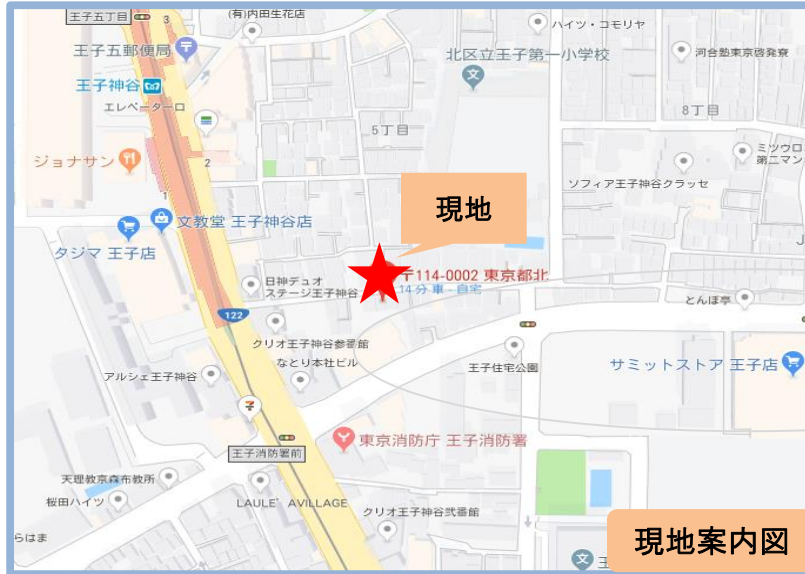 王子五丁目
3
(有)内田生花店
ハイツ・コモリヤ
王子五郵便局
北区立王子第一小学校
河合塾東京啓発寮
王子神谷
エレベーター口
8丁目
5丁目
2
ミツウロ
第二マン
ジョナサン
ソフィア王子神谷クラッセ
1
現地
文教堂 王子神谷店
タジマ 王子店
〒114-0002 東京都北
14 分 車 - 自宅
日神デュオ
ステージ王子神谷
とんぼ亭
122
クリオ王子神谷参番館
なとり本社ビル
王子住宅公園
サミットストア 王子店
アルシェ王子神谷
東京消防庁 王子消防署
王子消防署前
天理教京森布教所
桜田ハイツ
LAULE' AVILLAGE
クリオ王子神谷弐番館
らはま
現地案内図